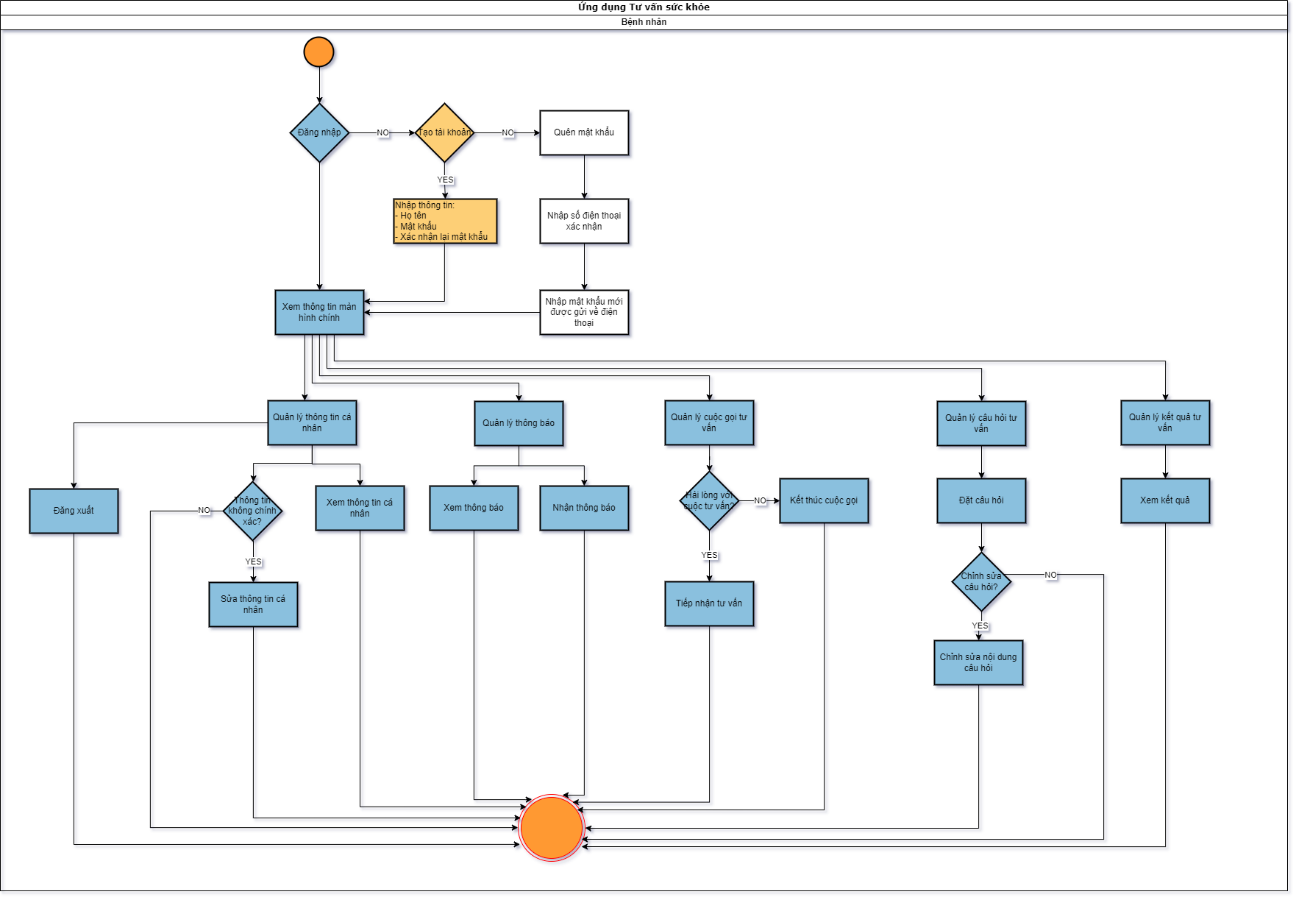 Ứng dụng Tư vấn sức khỏe
Bệnh nhân
Đăng nhập
NO
Tạo tài khoản
NO
Quên mật khẩu
YES
Nhập thông tin:
- Họ tên
- Mật khẩu
- Xác nhận lại mật khẩu
Nhập số điện thoại
xác nhận
Xem thông tin màn
hình chính
Nhập mật khẩu mới
được gửi về điện
thoại
Quản lý thông tin cá
nhân
Quản lý thông báo
Quản lý cuộc gọi tư
vấn
Quản lý câu hỏi tư
vấn
Quản lý kết quả tư
vấn
Đăng xuất
NO
Thông tin
không chính
xác?
Xem thông tin cá
nhân
Xem thông báo
Nhận thông báo
Hài lòng với
cuộc tư vấn?
NO
Kết thúc cuộc gọi
Đặt câu hỏi
Xem kết quả
YES
YES
Chỉnh sửa
câu hỏi?
NO
Sửa thông tin cá
nhân
Tiếp nhận tư vấn
YES
Chỉnh sửa nội dung
câu hỏi